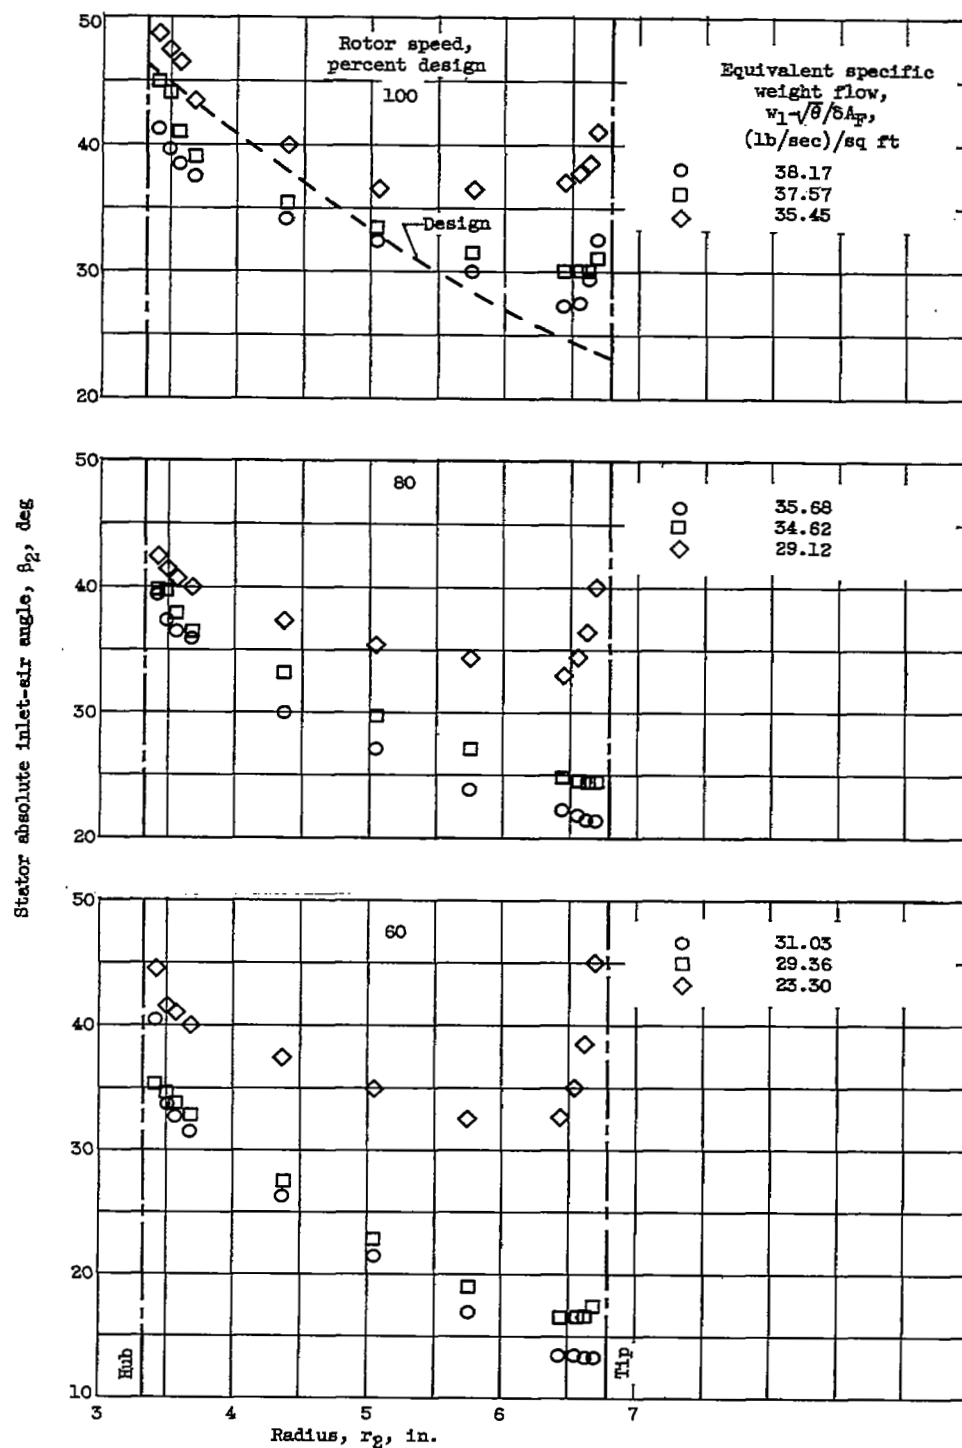 50
40
30
20
Rotor speed,
percent design
100
Design
Equivalent specific
weight flow,
w₁√θ/δA_F,
(lb/sec)/sq ft
38.17
37.57
35.45
Stator absolute inlet-air angle, β₂, deg
50
40
30
20
80
35.68
34.62
29.12
50
40
30
20
10
60
31.03
29.36
23.30
Hub
Tip
3 4 5 6 7
Radius, r₂, in.